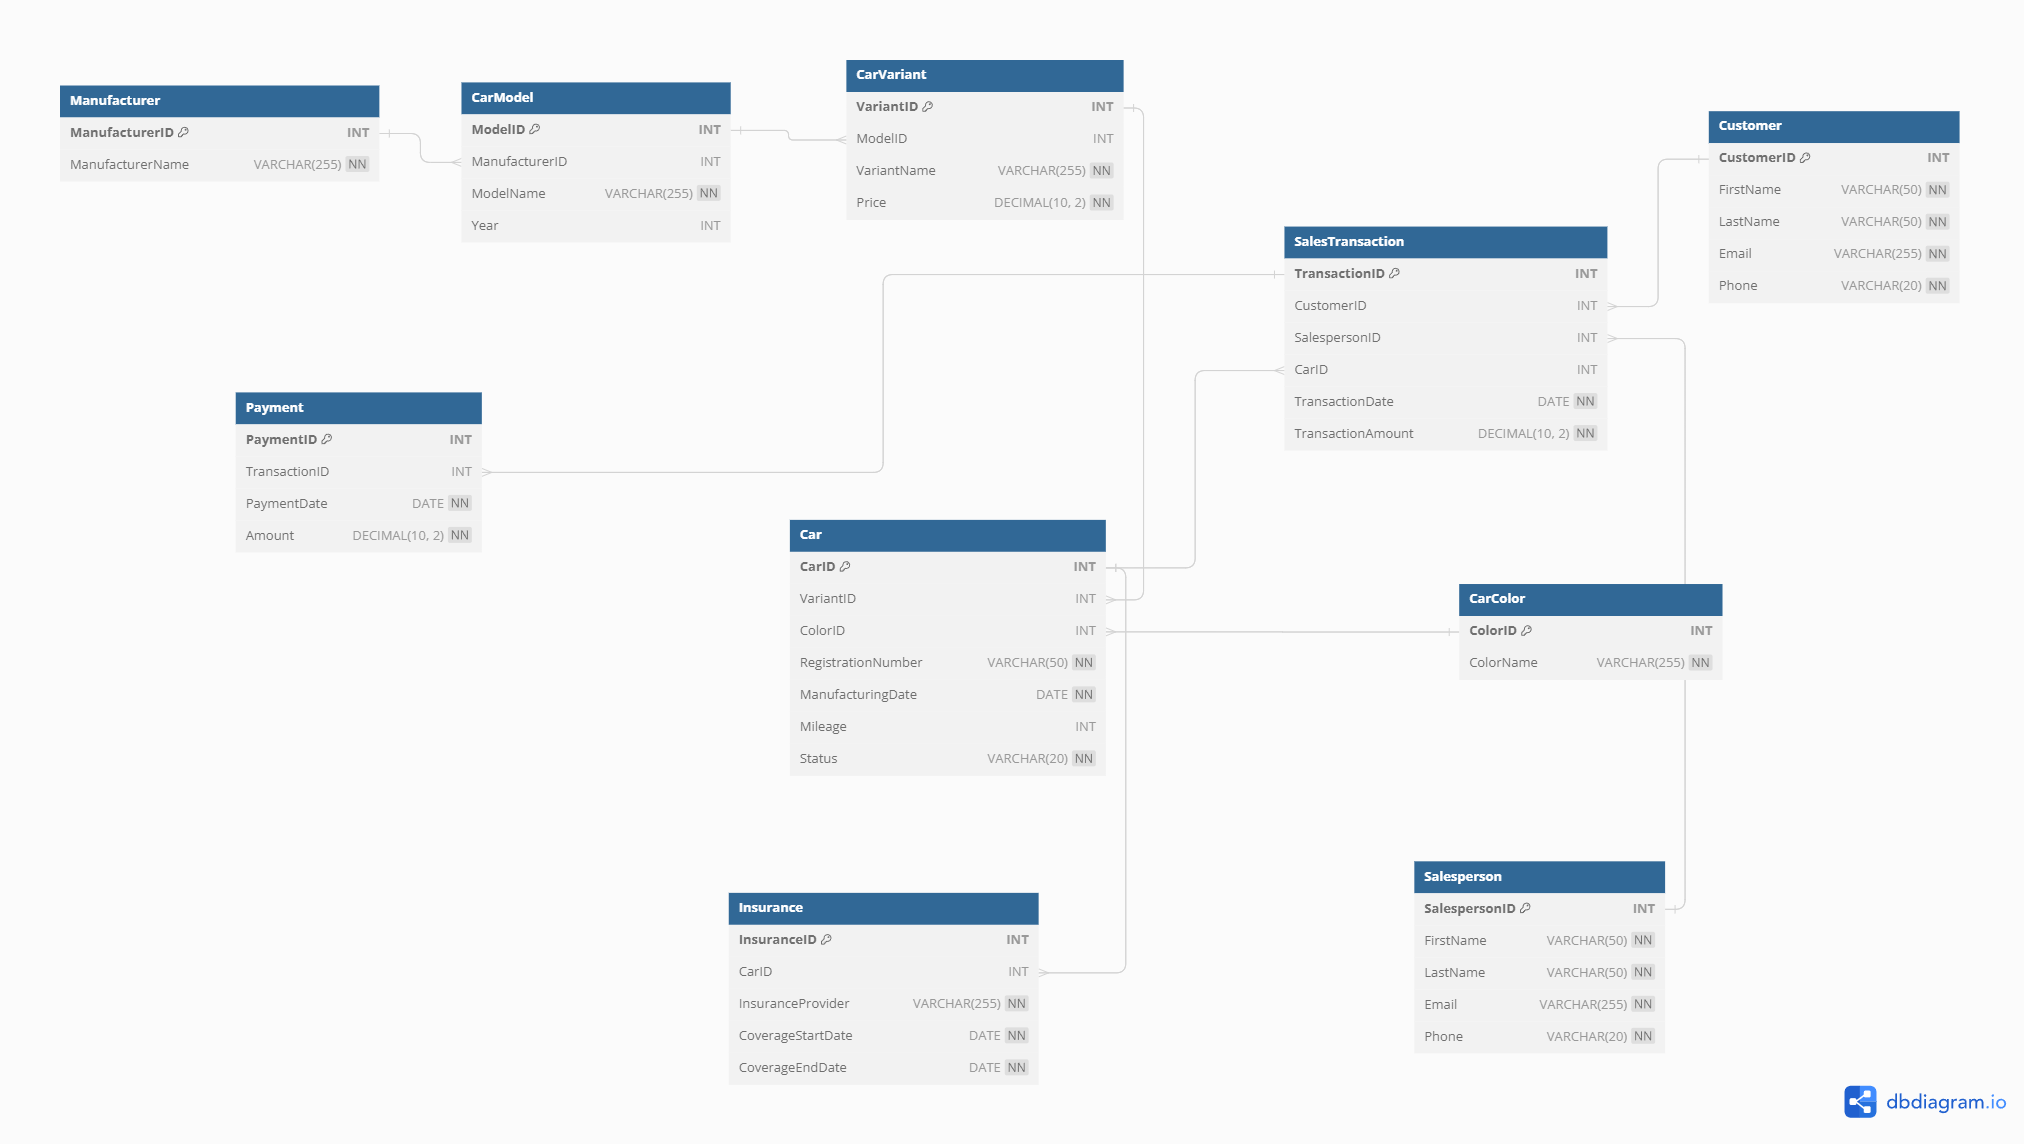 Manufacturer
ManufacturerID INT
ManufacturerName VARCHAR(255) NN
CarModel
ModelID INT
ManufacturerID INT
ModelName VARCHAR(255) NN
Year INT
CarVariant
VariantID INT
ModelID INT
VariantName VARCHAR(255) NN
Price DECIMAL(10, 2) NN
Customer
CustomerID INT
FirstName VARCHAR(50) NN
LastName VARCHAR(50) NN
Email VARCHAR(255) NN
Phone VARCHAR(20) NN
SalesTransaction
TransactionID INT
CustomerID INT
SalespersonID INT
CarID INT
TransactionDate DATE NN
TransactionAmount DECIMAL(10, 2) NN
Payment
PaymentID INT
TransactionID INT
PaymentDate DATE NN
Amount DECIMAL(10, 2) NN
Car
CarID INT
VariantID INT
ColorID INT
RegistrationNumber VARCHAR(50) NN
ManufacturingDate DATE NN
Mileage INT
Status VARCHAR(20) NN
CarColor
ColorID INT
ColorName VARCHAR(255) NN
Insurance
InsuranceID INT
CarID INT
InsuranceProvider VARCHAR(255) NN
CoverageStartDate DATE NN
CoverageEndDate DATE NN
Salesperson
SalespersonID INT
FirstName VARCHAR(50) NN
LastName VARCHAR(50) NN
Email VARCHAR(255) NN
Phone VARCHAR(20) NN
dbdiagram.io